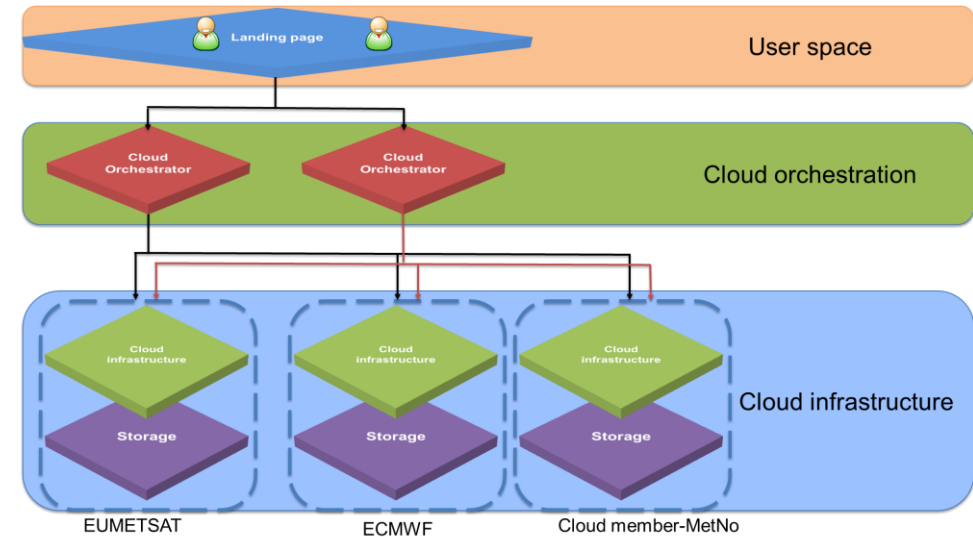 Landing page
User space
Cloud
Orchestrator
Cloud
Orchestrator
Cloud orchestration
Cloud
infrastructure
Cloud
infrastructure
Cloud
infrastructure
Cloud infrastructure
Storage
Storage
Storage
EUMETSAT
ECMWF
Cloud member-MetNo